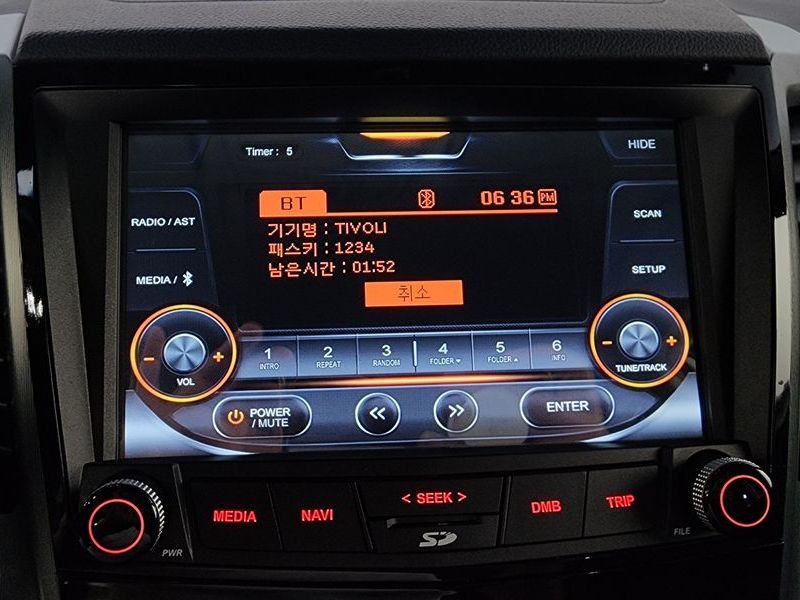 Timer : 5
HIDE
BT
06 36 PM
RADIO / AST
기기명 : TIVOLI
SCAN
패스키 : 1234
남은시간 : 01:52
MEDIA /
SETUP
취소
- +
VOL
1 INTRO
2 REPEAT
3 RANDOM
4 FOLDER
5 FOLDER
6 INFO
- +
TUNE/TRACK
POWER
/ MUTE
ENTER
MEDIA
NAVI
< SEEK >
DMB
TRIP
SD
PWR
FILE